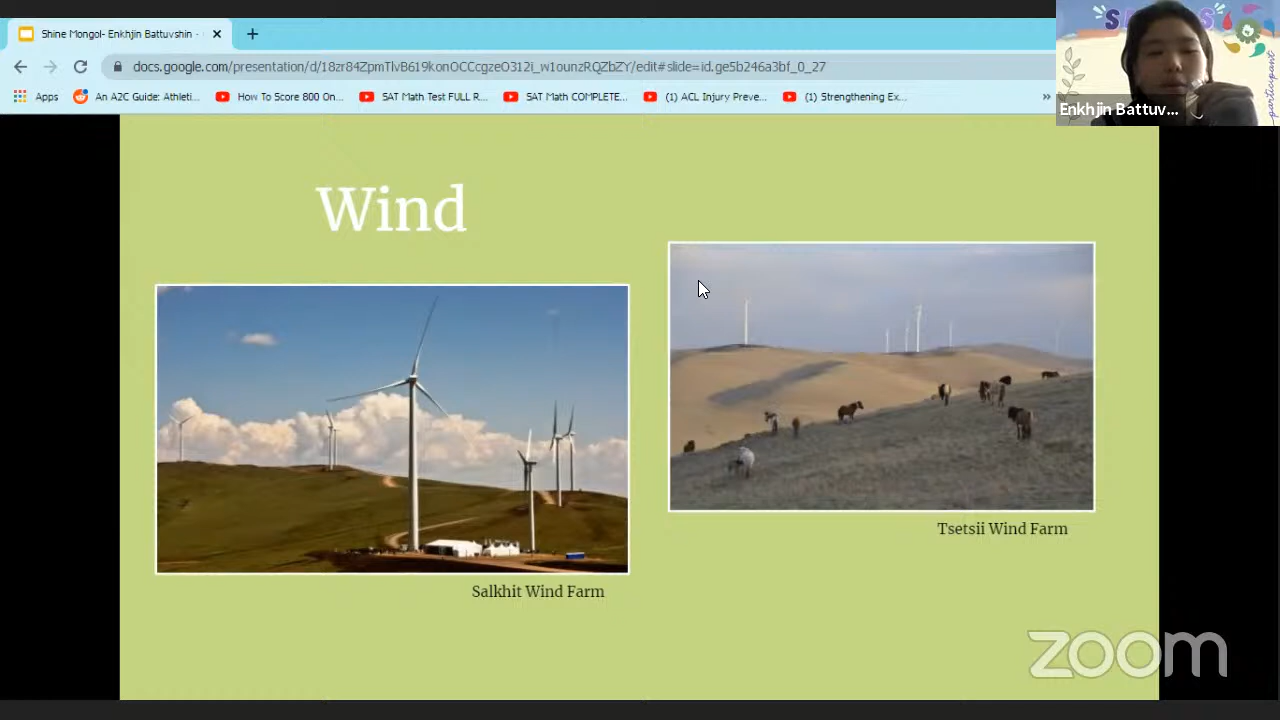 Shine Mongol- Enkhjin Battuvshin -
docs.google.com/presentation/d/18zr84ZpmTlvB619konOCCcgzeO312i_w1ounzRQZbZY/edit#slide=id.ge5b246a3bf_0_27
Apps An A2C Guide: Athleti... How To Score 800 On... SAT Math Test FULL R... SAT Math COMPLETE... (1) ACL Injury Preve... (1) Strengthening Ex... »
participant
Enkhjin Battuv...
Wind
Tsetsii Wind Farm
Salkhit Wind Farm
zoom